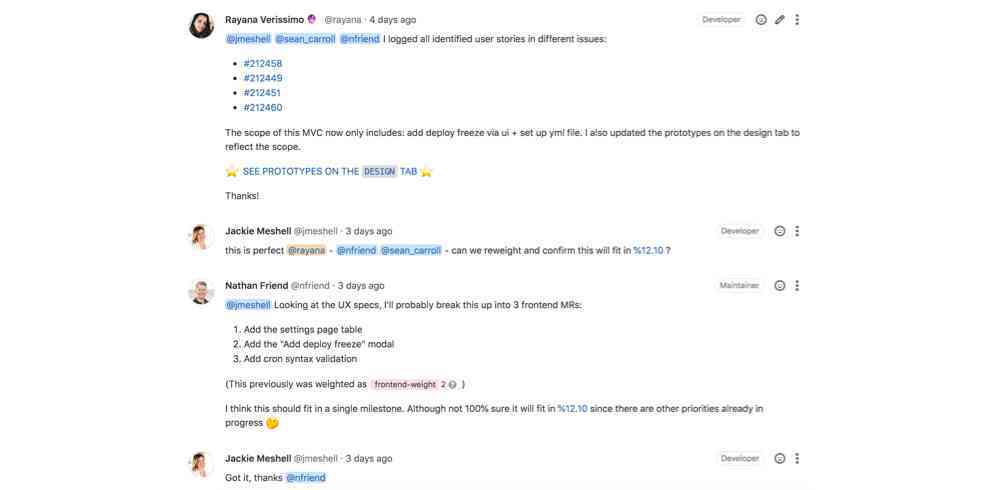 Rayana Verissimo @rayana · 4 days ago Developer
@jmeshell @sean_carroll @nfriend I logged all identified user stories in different issues:
• #212458
• #212449
• #212451
• #212460
The scope of this MVC now only includes: add deploy freeze via ui + set up yml file. I also updated the prototypes on the design tab to
reflect the scope.
⭐ SEE PROTOTYPES ON THE DESIGN TAB ⭐
Thanks!
Jackie Meshell @jmeshell · 3 days ago Developer
this is perfect @rayana - @nfriend @sean_carroll - can we reweight and confirm this will fit in %12.10 ?
Nathan Friend @nfriend · 3 days ago Maintainer
@jmeshell Looking at the UX specs, I'll probably break this up into 3 frontend MRs:
1. Add the settings page table
2. Add the "Add deploy freeze" modal
3. Add cron syntax validation
(This previously was weighted as frontend-weight 2 ? )
I think this should fit in a single milestone. Although not 100% sure it will fit in %12.10 since there are other priorities already in
progress 🤔
Jackie Meshell @jmeshell · 3 days ago Developer
Got it, thanks @nfriend